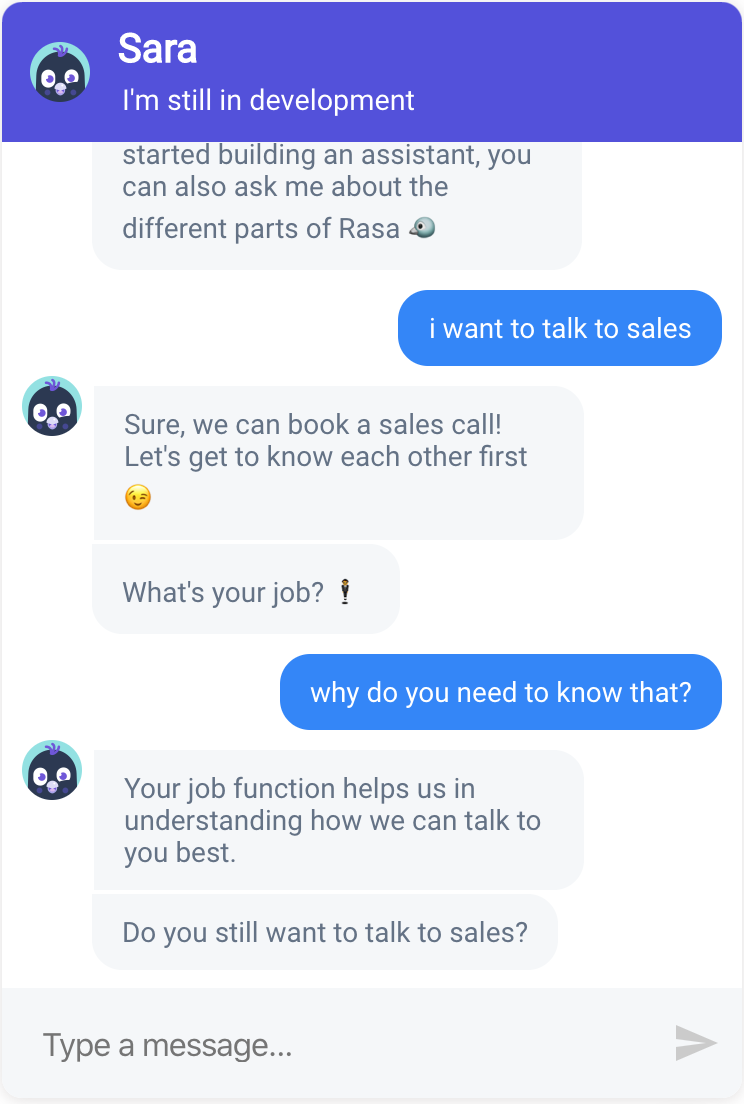 Sara
I'm still in development
started building an assistant, you
can also ask me about the
different parts of Rasa
i want to talk to sales
Sure, we can book a sales call!
Let's get to know each other first
😉
What's your job? 🕴
why do you need to know that?
Your job function helps us in
understanding how we can talk to
you best.
Do you still want to talk to sales?
Type a message...